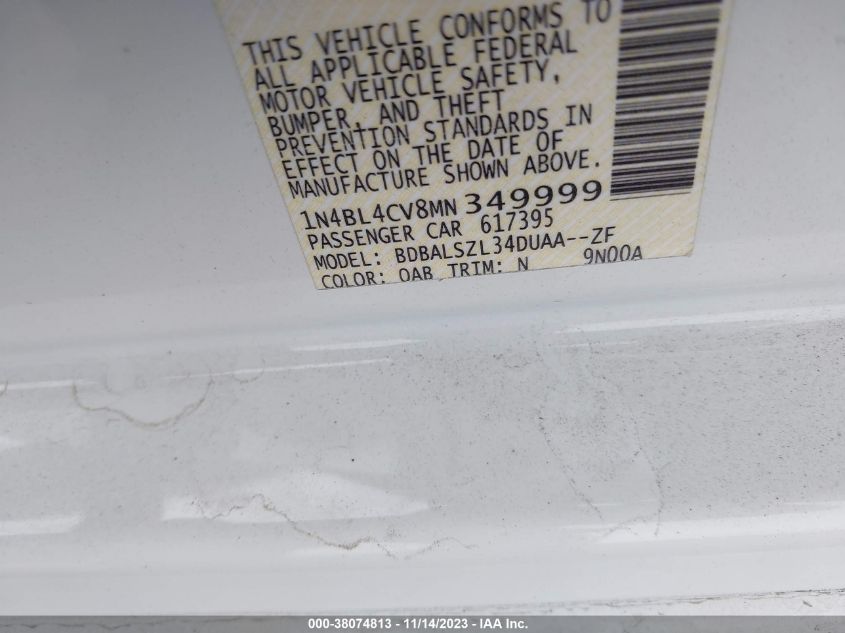 THIS VEHICLE CONFORMS TO
ALL APPLICABLE FEDERAL
MOTOR VEHICLE SAFETY,
BUMPER, AND THEFT
PREVENTION STANDARDS IN
EFFECT ON THE DATE OF
MANUFACTURE SHOWN ABOVE.
1N4BL4CV8MN 349999
PASSENGER CAR 617395
MODEL: BDBALSZL34DUAA--ZF
COLOR: QAB TRIM: N 9N00A
000-38074813 - 11/14/2023 - IAA Inc.